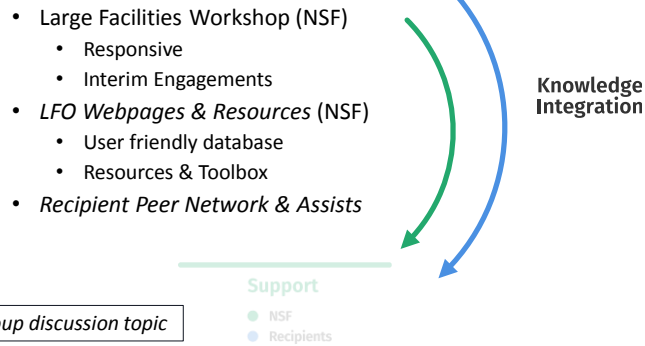 • Large Facilities Workshop (NSF)
• Responsive
• Interim Engagements
• LFO Webpages & Resources (NSF)
• User friendly database
• Resources & Toolbox
• Recipient Peer Network & Assists
Knowledge
Integration
Support
NSF
Recipients
discussion topic